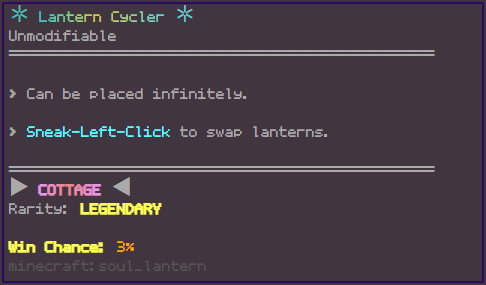 * Lantern Cycler *
Unmodifiable
> Can be placed infinitely.
> Sneak-Left-Click to swap lanterns.
▶ COTTAGE ◀
Rarity: LEGENDARY
Win Chance: 3%
minecraft:soul_lantern